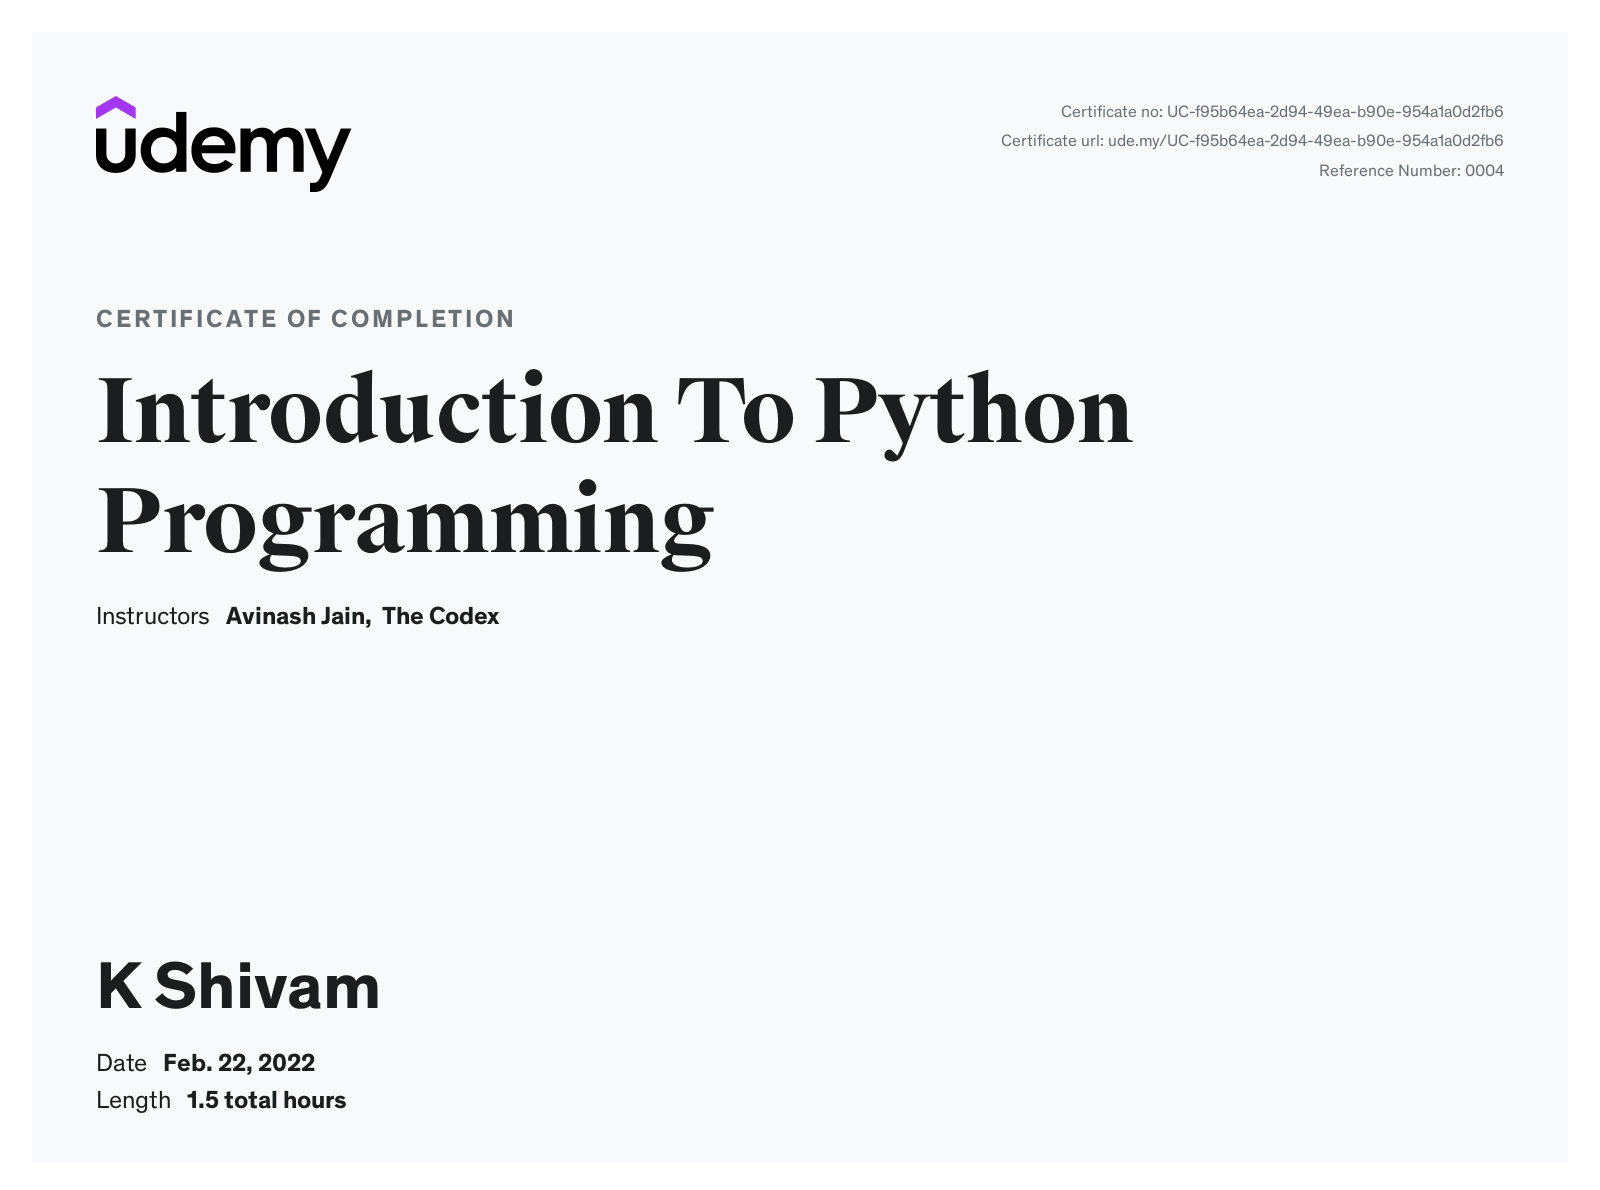 udemy
Certificate no: UC-f95b64ea-2d94-49ea-b90e-954a1a0d2fb6
Certificate url: ude.my/UC-f95b64ea-2d94-49ea-b90e-954a1a0d2fb6
Reference Number: 0004
CERTIFICATE OF COMPLETION
Introduction To Python
Programming
Instructors Avinash Jain, The Codex
K Shivam
Date Feb. 22, 2022
Length 1.5 total hours